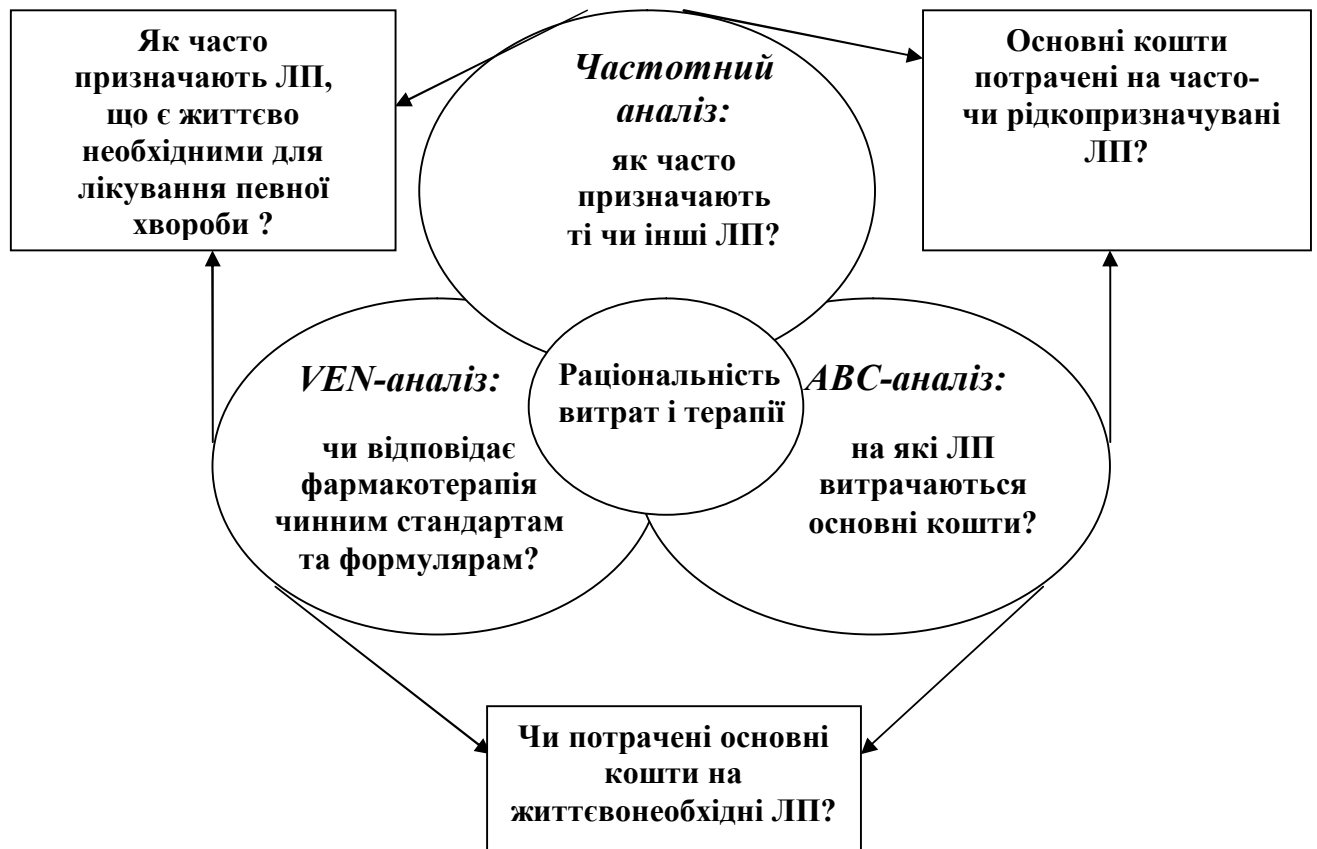 Як часто
призначають ЛП,
що є життєво
необхідними для
лікування певної
хвороби ?
Частотний
аналіз:
як часто
призначають
ті чи інші ЛП?
Основні кошти
потрачені на часто-
чи рідкопризначувані
ЛП?
VEN-аналіз:
чи відповідає
фармакотерапія
чинним стандартам
та формулярам?
Раціональність
витрат і терапії
АВС-аналіз:
на які ЛП
витрачаються
основні кошти?
Чи потрачені основні
кошти на
життєвонеобхідні ЛП?